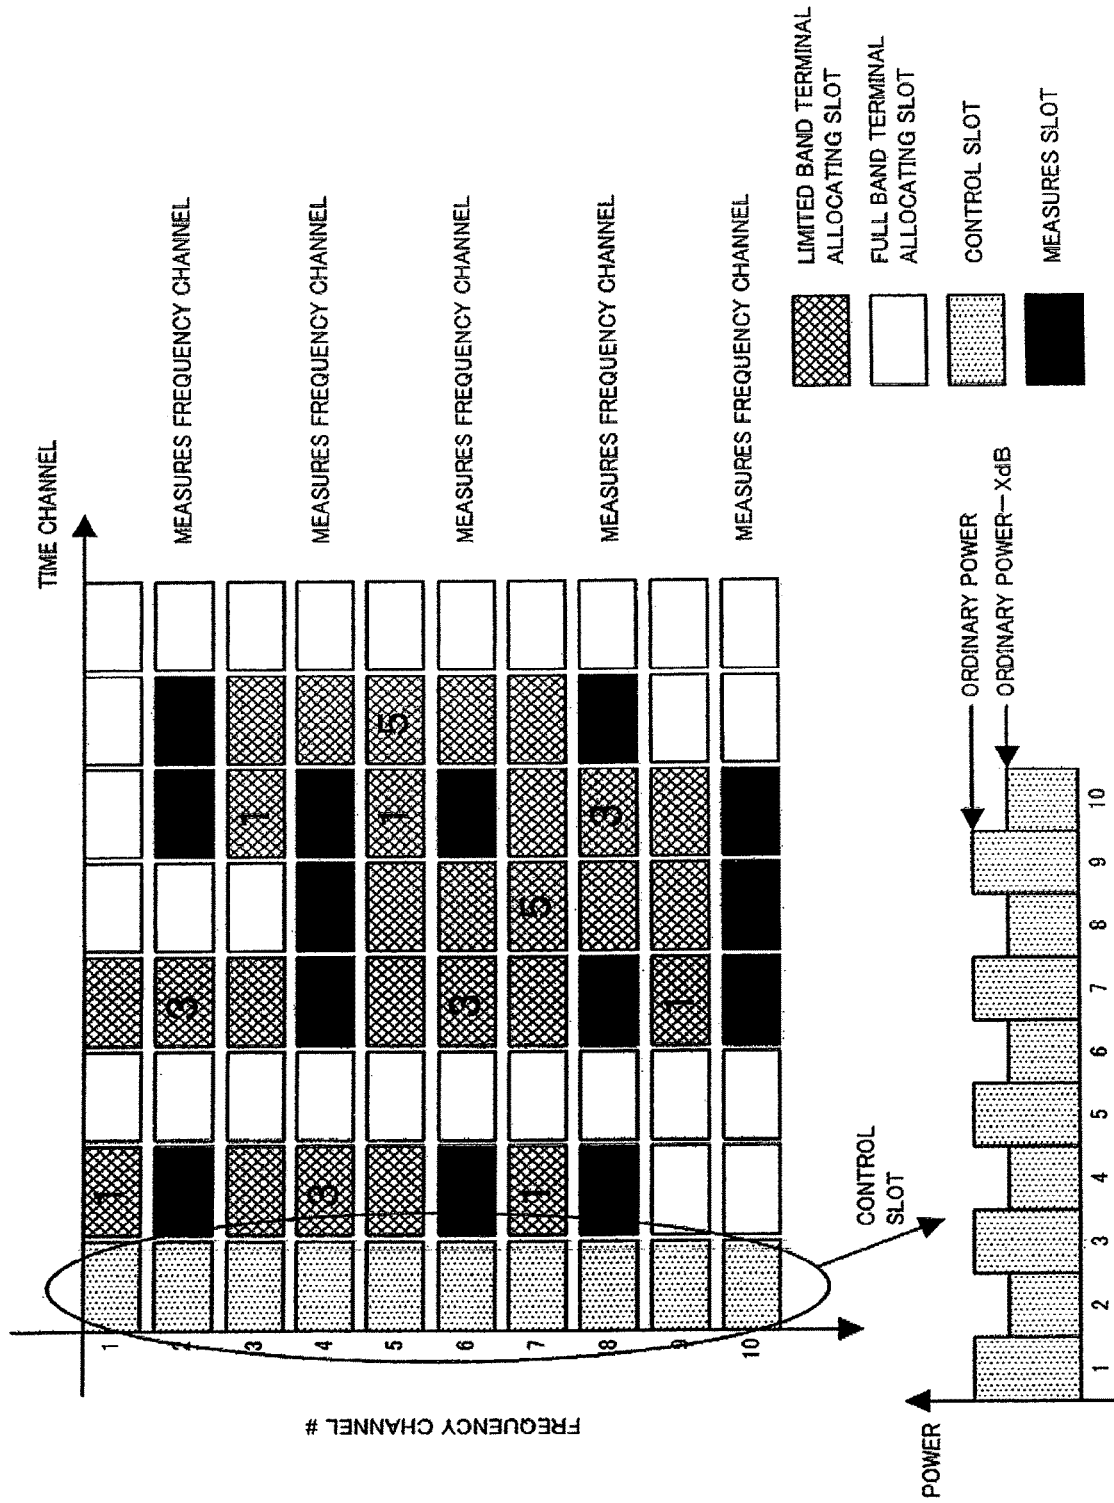 TIME CHANNEL
FREQUENCY CHANNEL #
1
2
3
4
5
6
7
8
9
10
1
3
1
3
3
1
5
1
1
3
5
MEASURES FREQUENCY CHANNEL
MEASURES FREQUENCY CHANNEL
MEASURES FREQUENCY CHANNEL
MEASURES FREQUENCY CHANNEL
MEASURES FREQUENCY CHANNEL
LIMITED BAND TERMINAL
ALLOCATING SLOT
FULL BAND TERMINAL
ALLOCATING SLOT
CONTROL SLOT
MEASURES SLOT
CONTROL
SLOT
POWER
ORDINARY POWER
ORDINARY POWER－XdB
1
2
3
4
5
6
7
8
9
10